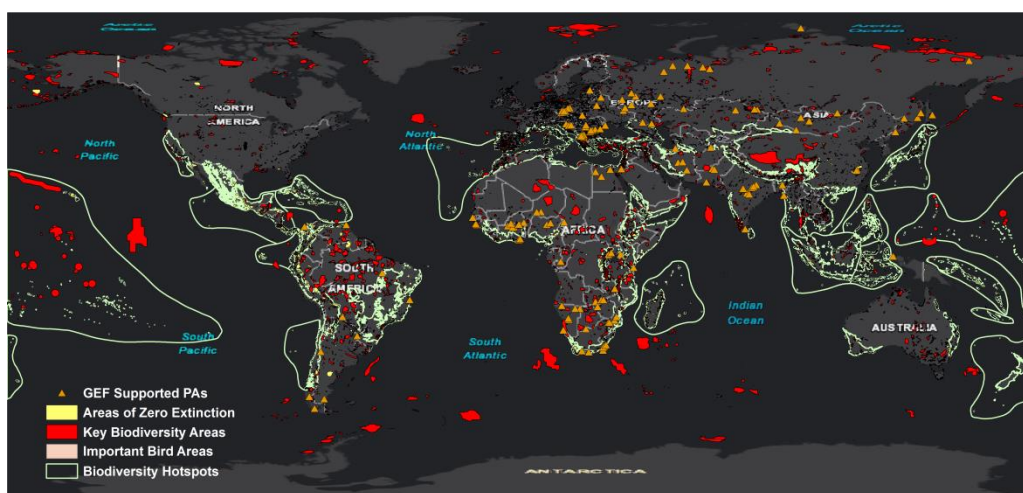 Arctic
Ocean
Arctic
Ocean
NORTH
AMERICA
EUROPE
ASIA
North
Pacific
North
Atlantic
AFRICA
SOUTH
AMERICA
Indian
Ocean
South
Pacific
South
Atlantic
AUSTRALIA
GEF Supported PAs
Areas of Zero Extinction
Key Biodiversity Areas
Important Bird Areas
Biodiversity Hotspots
ANTARCTICA